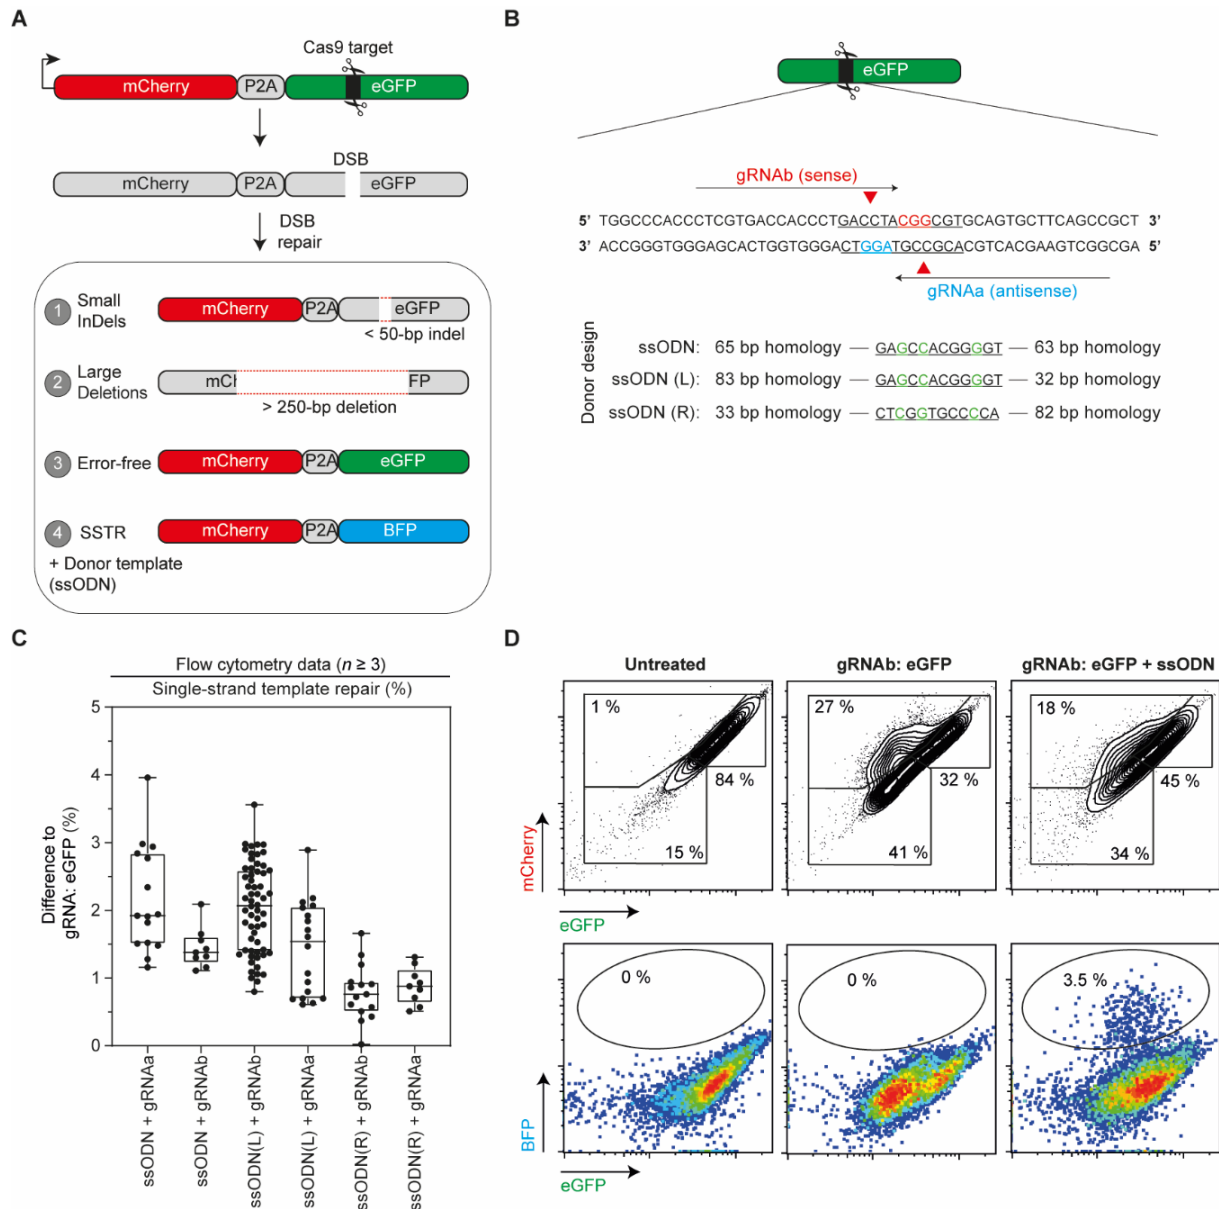 A
Cas9 target
mCherry P2A eGFP
DSB
mCherry P2A eGFP
DSB
repair
1 Small
InDels
mCherry P2A eGFP
< 50-bp indel
2 Large
Deletions
mCh FP
> 250-bp deletion
3 Error-free mCherry P2A eGFP
4 SSTR mCherry P2A BFP
+ Donor template
(ssODN)
B
eGFP
gRNAb (sense)
5' TGGCCCACCCTCGTGACCACCCTGACCTACGGCGTGCAGTGCTTCAGCCGCT 3'
3' ACCGGGTGGGAGCACTGGTGGGACTGGATGCCGCACGTCACGAAGTCGGCGA 5'
gRNAa (antisense)
Donor design
ssODN: 65 bp homology — GAGCCACGGGGT — 63 bp homology
ssODN (L): 83 bp homology — GAGCCACGGGGT — 32 bp homology
ssODN (R): 33 bp homology — CTCGGTGCCCCA — 82 bp homology
C
Flow cytometry data (n ≥ 3)
Single-strand template repair (%)
Difference to
gRNA: eGFP (%)
5
4
3
2
1
0
ssODN + gRNAa
ssODN + gRNAb
ssODN(L) + gRNAb
ssODN(L) + gRNAa
ssODN(R) + gRNAb
ssODN(R) + gRNAa
D
Untreated gRNAb: eGFP gRNAb: eGFP + ssODN
1 % 27 % 18 %
84 % 32 % 45 %
15 % 41 % 34 %
mCherry
eGFP
0 % 0 % 3.5 %
BFP
eGFP